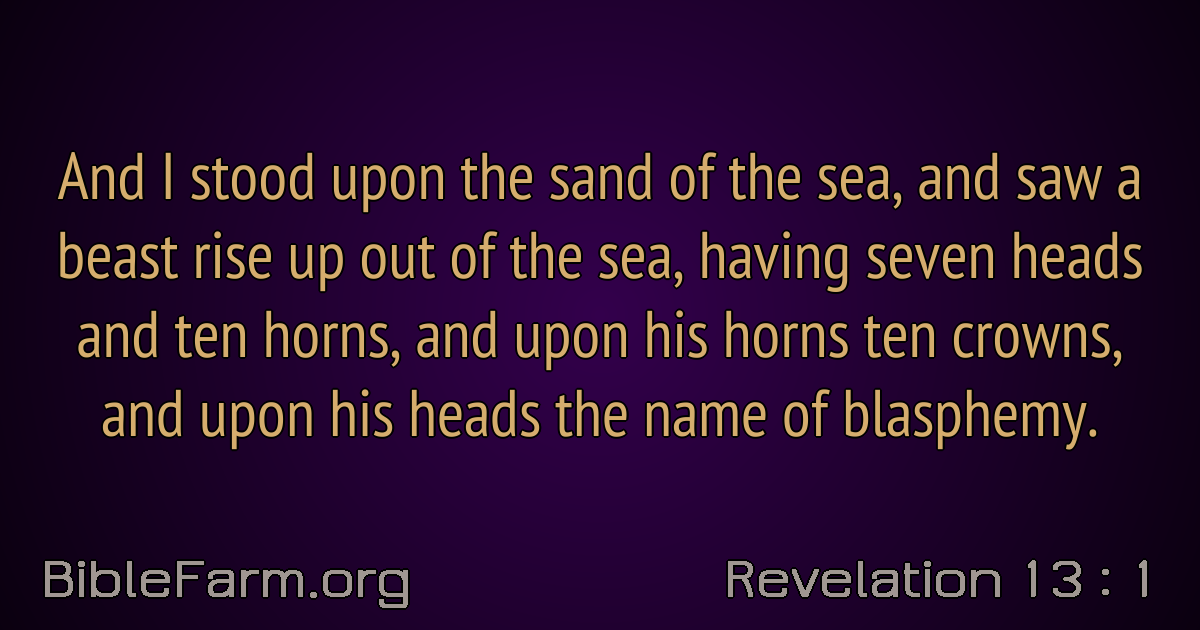 And I stood upon the sand of the sea, and saw a
beast rise up out of the sea, having seven heads
and ten horns, and upon his horns ten crowns,
and upon his heads the name of blasphemy.
BibleFarm.org
Revelation 13 : 1